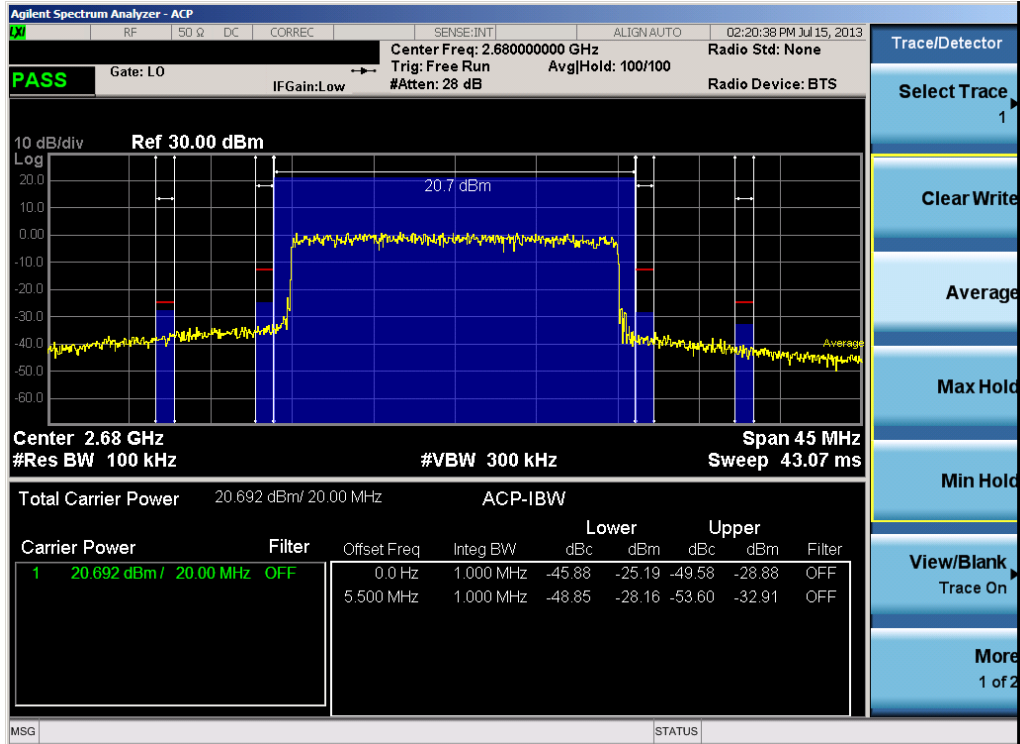 Agilent Spectrum Analyzer - ACP
LXI RF 50 Ω DC CORREC SENSE:INT ALIGN AUTO 02:20:38 PM Jul 15, 2013
Center Freq: 2.680000000 GHz Radio Std: None
Trig: Free Run Avg|Hold: 100/100
PASS Gate: LO IFGain:Low #Atten: 28 dB Radio Device: BTS
10 dB/div Ref 30.00 dBm
Log
20.0
10.0
0.00
-10.0
-20.0
-30.0
-40.0
-50.0
-60.0
20.7 dBm
Average
Center 2.68 GHz Span 45 MHz
#Res BW 100 kHz #VBW 300 kHz Sweep 43.07 ms
Total Carrier Power 20.692 dBm/ 20.00 MHz ACP-IBW
Lower Upper
Carrier Power Filter Offset Freq Integ BW dBc dBm dBc dBm Filter
1 20.692 dBm / 20.00 MHz OFF 0.0 Hz 1.000 MHz -45.88 -25.19 -49.58 -28.88 OFF
5.500 MHz 1.000 MHz -48.85 -28.16 -53.60 -32.91 OFF
MSG STATUS
Trace/Detector
Select Trace
1
Clear Write
Average
Max Hold
Min Hold
View/Blank
Trace On
More
1 of 2